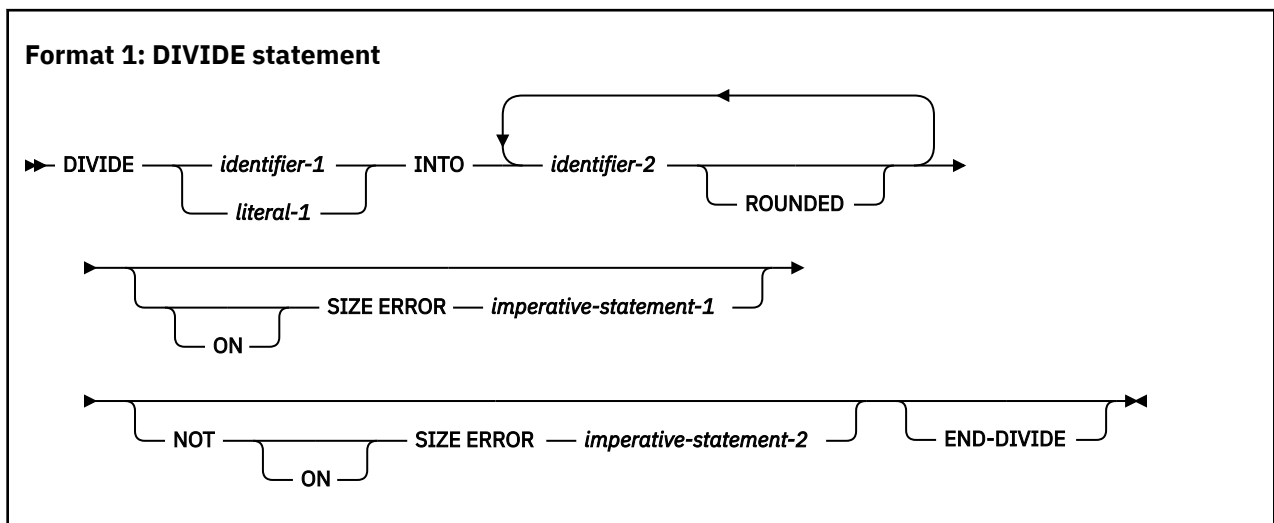 Format 1: DIVIDE statement
DIVIDE identifier-1 INTO identifier-2
literal-1 ROUNDED
SIZE ERROR imperative-statement-1
ON
NOT SIZE ERROR imperative-statement-2 END-DIVIDE
ON